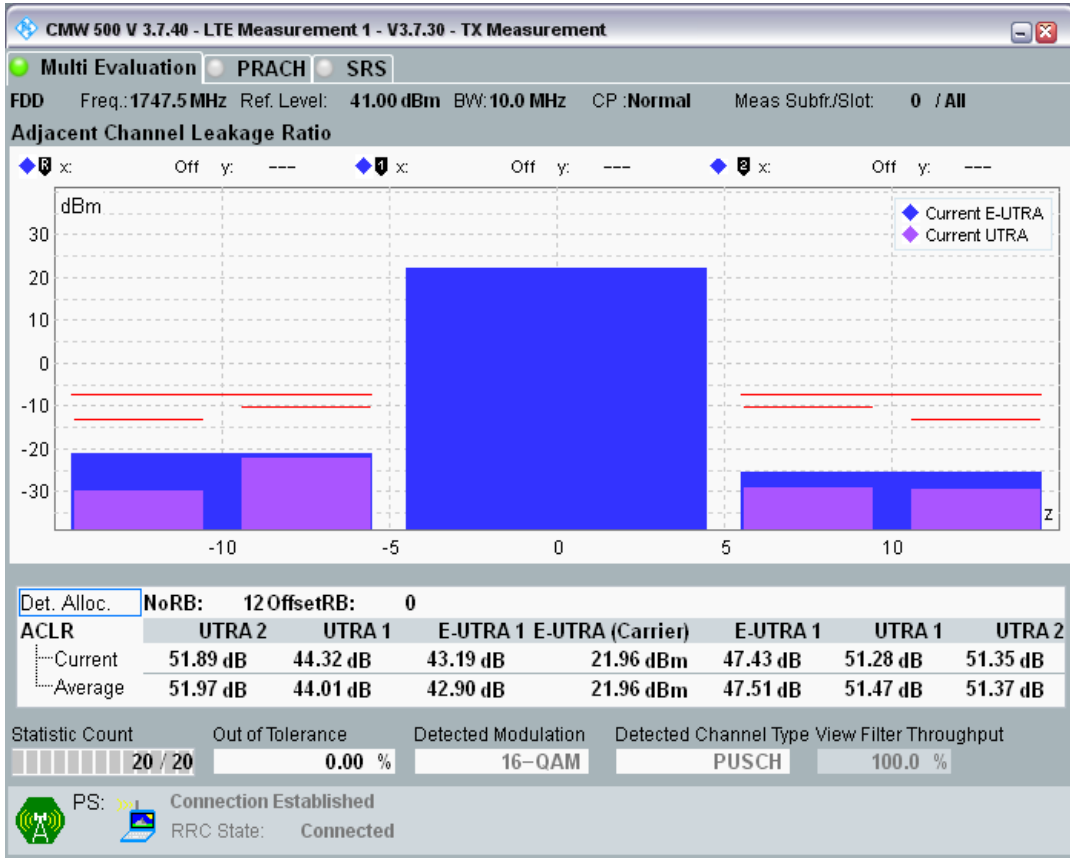 CMW 500 V 3.7.40 - LTE Measurement 1 - V3.7.30 - TX Measurement
Multi Evaluation PRACH SRS
FDD Freq.: 1747.5 MHz Ref. Level: 41.00 dBm BW: 10.0 MHz CP :Normal Meas Subfr./Slot: 0 / All
Adjacent Channel Leakage Ratio
R x: Off y: --- 1 x: Off y: --- 2 x: Off y: ---
dBm
Current E-UTRA
Current UTRA
30
20
10
0
-10
-20
-30
z
-10 -5 0 5 10
Det. Alloc. NoRB: 12 OffsetRB: 0
ACLR UTRA 2 UTRA 1 E-UTRA 1 E-UTRA (Carrier) E-UTRA 1 UTRA 1 UTRA 2
Current 51.89 dB 44.32 dB 43.19 dB 21.96 dBm 47.43 dB 51.28 dB 51.35 dB
Average 51.97 dB 44.01 dB 42.90 dB 21.96 dBm 47.51 dB 51.47 dB 51.37 dB
Statistic Count Out of Tolerance Detected Modulation Detected Channel Type View Filter Throughput
20 / 20 0.00 % 16-QAM PUSCH 100.0 %
PS: Connection Established
RRC State: Connected